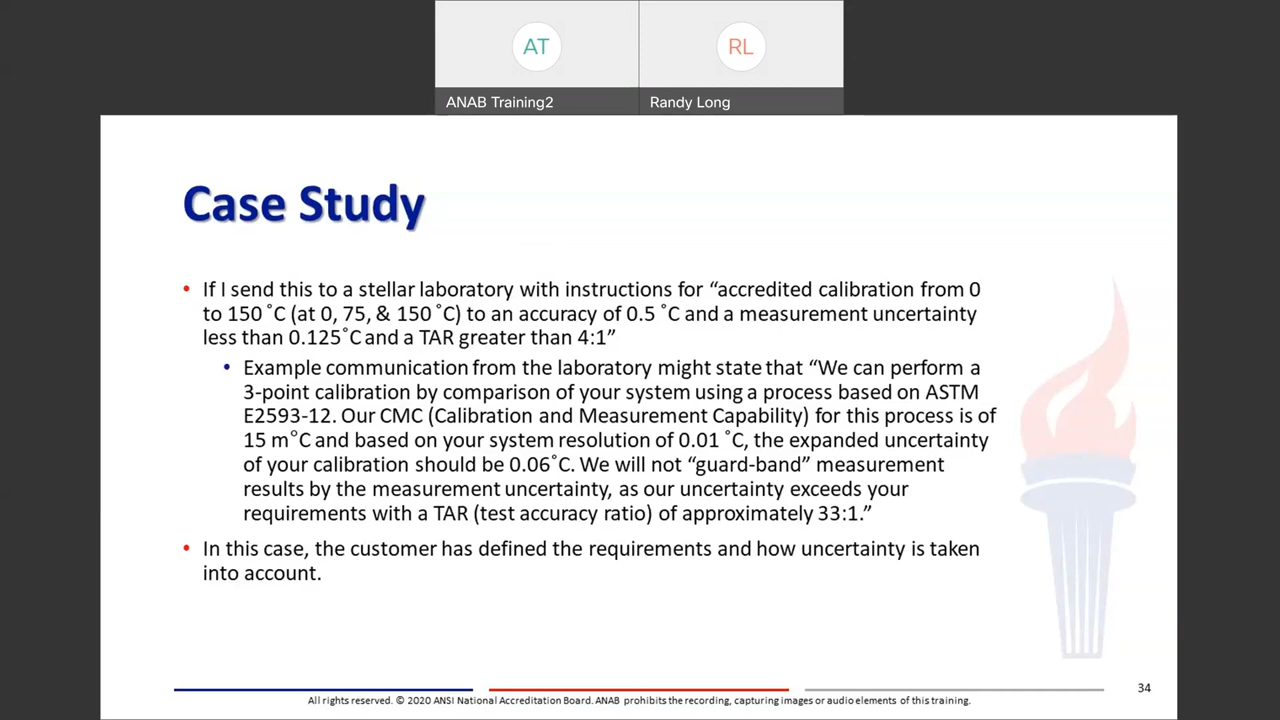 AT
RL
ANAB Training2
Randy Long
Case Study
• If I send this to a stellar laboratory with instructions for “accredited calibration from 0
to 150 ˚C (at 0, 75, & 150 ˚C) to an accuracy of 0.5 ˚C and a measurement uncertainty
less than 0.125˚C and a TAR greater than 4:1”
• Example communication from the laboratory might state that “We can perform a
3-point calibration by comparison of your system using a process based on ASTM
E2593-12. Our CMC (Calibration and Measurement Capability) for this process is of
15 m°C and based on your system resolution of 0.01 ˚C, the expanded uncertainty
of your calibration should be 0.06˚C. We will not “guard-band” measurement
results by the measurement uncertainty, as our uncertainty exceeds your
requirements with a TAR (test accuracy ratio) of approximately 33:1.”
• In this case, the customer has defined the requirements and how uncertainty is taken
into account.
34
All rights reserved. © 2020 ANSI National Accreditation Board. ANAB prohibits the recording, capturing images or audio elements of this training.